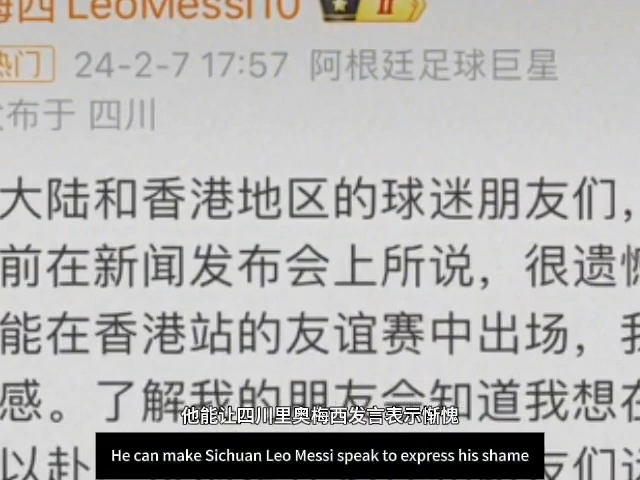 梅西 LeoMessi10 II
热门 24-2-7 17:57 阿根廷足球巨星
发布于 四川
大陆和香港地区的球迷朋友们，
前在新闻发布会上所说，很遗憾
能在香港站的友谊赛中出场，我
感。了解我的朋友会知道我想在
以赴
他能让四川里奥梅西发言表示惭愧
He can make Sichuan Leo Messi speak to express his shame